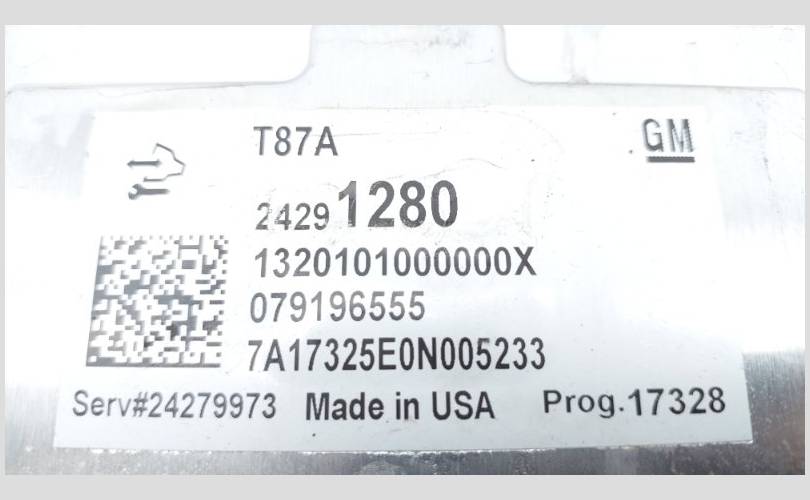 T87A
GM
24291280
1320101000000X
079196555
7A17325E0N005233
Serv#24279973 Made in USA Prog.17328